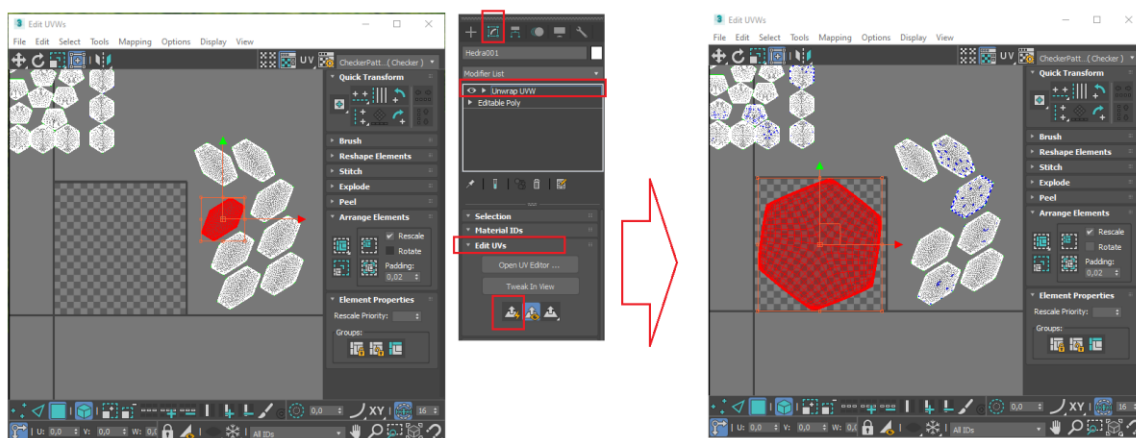 Edit UVWs
File Edit Select Tools Mapping Options Display View
UV
CheckerPatt...( Checker )
Quick Transform
Brush
Reshape Elements
Stitch
Explode
Peel
Arrange Elements
Rescale
Rotate
Padding:
0,02
Element Properties
Rescale Priority:
Groups:
0,0
XY
16
U: 0,0 V: 0,0 W: 0,(
All IDs
Hedra001
Modifier List
Unwrap UVW
Editable Poly
Selection
Material IDs
Edit UVs
Open UV Editor ...
Tweak In View
Edit UVWs
File Edit Select Tools Mapping Options Display View
UV
CheckerPatt...( Checker )
Quick Transform
Brush
Reshape Elements
Stitch
Explode
Peel
Arrange Elements
Rescale
Rotate
Padding:
0,02
Element Properties
Rescale Priority:
Groups:
0,0
XY
16
U: 0,0 V: 0,0 W: 0,(
All IDs